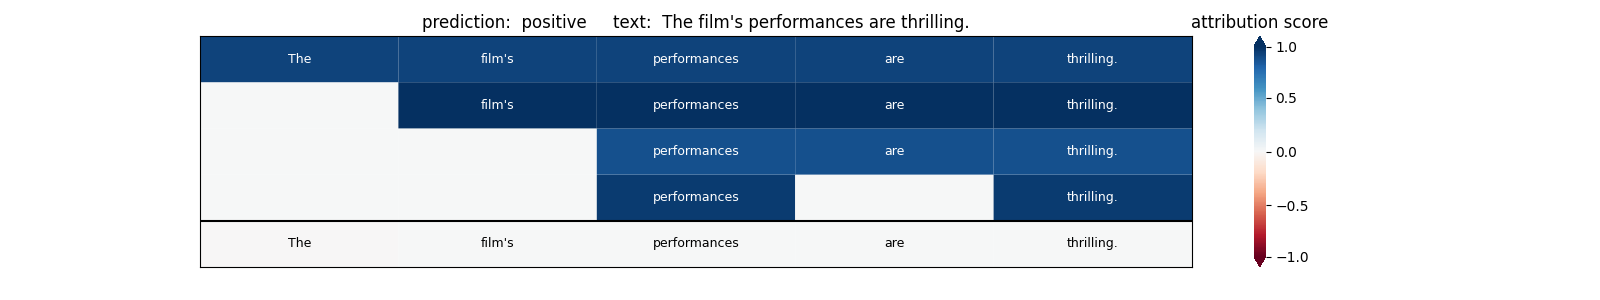 prediction:  positive     text:  The film's performances are thrilling.
attribution score
The film's performances are thrilling.
film's performances are thrilling.
performances are thrilling.
performances thrilling.
The film's performances are thrilling.
1.0
0.5
0.0
−0.5
−1.0